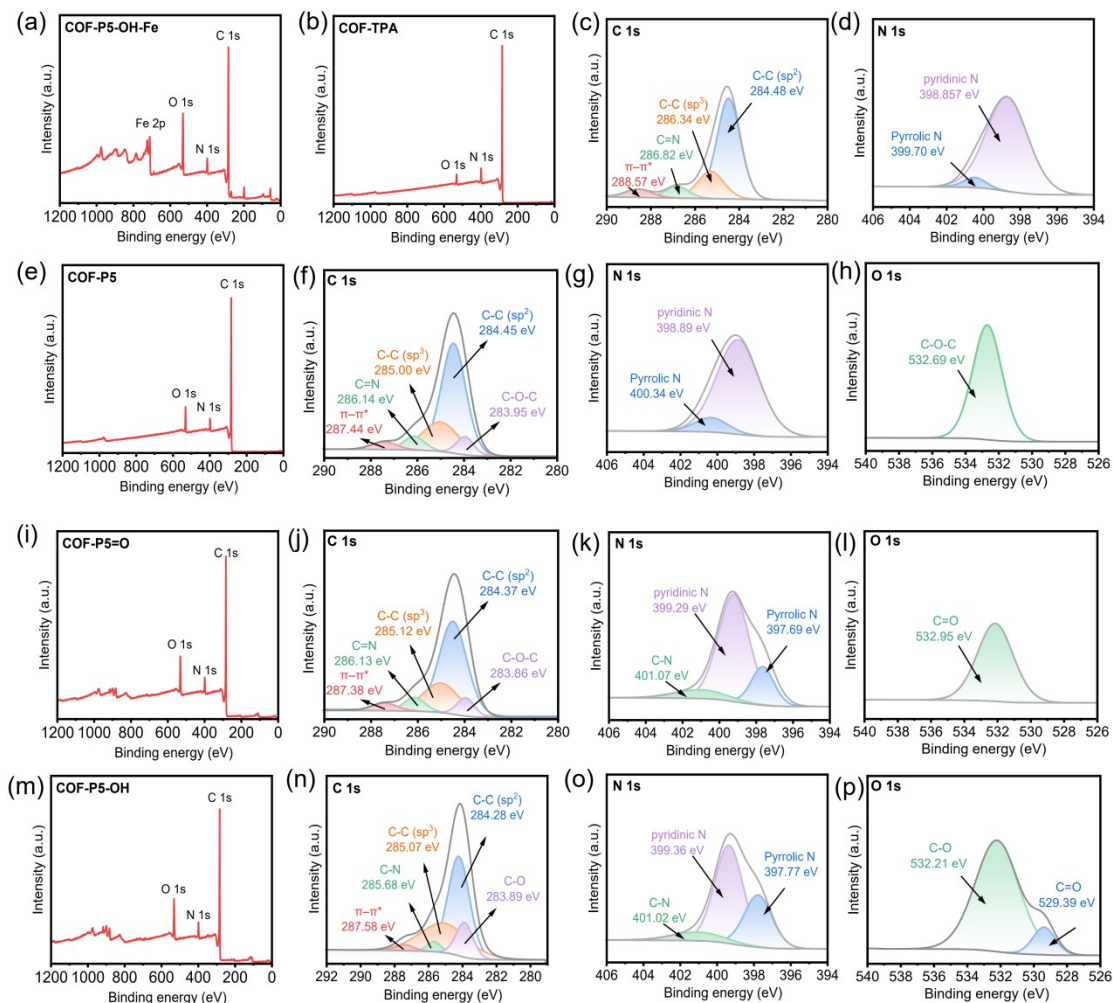 (a)
COF-P5-OH-Fe
C 1s
O 1s
Fe 2p
N 1s
Intensity (a.u.)
1200 1000 800 600 400 200 0
Binding energy (eV)
(b)
COF-TPA
C 1s
O 1s
N 1s
Intensity (a.u.)
1200 1000 800 600 400 200 0
Binding energy (eV)
(c)
C 1s
C-C (sp²)
284.48 eV
C-C (sp³)
286.34 eV
C=N
286.82 eV
π–π*
288.57 eV
Intensity (a.u.)
290 288 286 284 282 280
Binding energy (eV)
(d)
N 1s
pyridinic N
398.857 eV
Pyrrolic N
399.70 eV
Intensity (a.u.)
406 404 402 400 398 396 394
Binding energy (eV)
(e)
COF-P5
C 1s
O 1s
N 1s
Intensity (a.u.)
1200 1000 800 600 400 200 0
Binding energy (eV)
(f)
C 1s
C-C (sp²)
284.45 eV
C-C (sp³)
285.00 eV
C=N
286.14 eV
π–π*
287.44 eV
C-O-C
283.95 eV
Intensity (a.u.)
290 288 286 284 282 280
Binding energy (eV)
(g)
N 1s
pyridinic N
398.89 eV
Pyrrolic N
400.34 eV
Intensity (a.u.)
406 404 402 400 398 396 394
Binding energy (eV)
(h)
O 1s
C-O-C
532.69 eV
Intensity (a.u.)
540 538 536 534 532 530 528 526
Binding energy (eV)
(i)
COF-P5=O
C 1s
O 1s
N 1s
Intensity (a.u.)
1200 1000 800 600 400 200 0
Binding energy (eV)
(j)
C 1s
C-C (sp²)
284.37 eV
C-C (sp³)
285.12 eV
C=N
286.13 eV
π–π*
287.38 eV
C-O-C
283.86 eV
Intensity (a.u.)
290 288 286 284 282 280
Binding energy (eV)
(k)
N 1s
pyridinic N
399.29 eV
Pyrrolic N
397.69 eV
C-N
401.07 eV
Intensity (a.u.)
406 404 402 400 398 396 394
Binding energy (eV)
(l)
O 1s
C=O
532.95 eV
Intensity (a.u.)
540 538 536 534 532 530 528 526
Binding energy (eV)
(m)
COF-P5-OH
C 1s
O 1s
N 1s
Intensity (a.u.)
1200 1000 800 600 400 200 0
Binding energy (eV)
(n)
C 1s
C-C (sp²)
284.28 eV
C-C (sp³)
285.07 eV
C-N
285.68 eV
π–π*
287.58 eV
C-O
283.89 eV
Intensity (a.u.)
290 288 286 284 282 280 279
Binding energy (eV)
(o)
N 1s
pyridinic N
399.36 eV
Pyrrolic N
397.77 eV
C-N
401.02 eV
Intensity (a.u.)
406 404 402 400 398 396 394
Binding energy (eV)
(p)
O 1s
C-O
532.21 eV
C=O
529.39 eV
Intensity (a.u.)
540 538 536 534 532 530 528 526
Binding energy (eV)